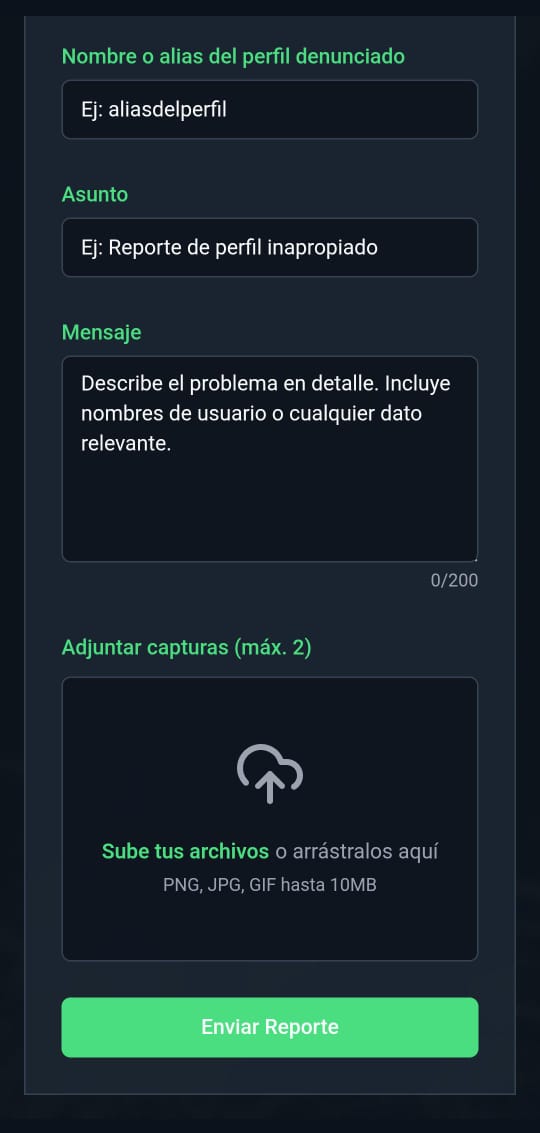 Nombre o alias del perfil denunciado
Ej: aliasdelperfil
Asunto
Ej: Reporte de perfil inapropiado
Mensaje
Describe el problema en detalle. Incluye
nombres de usuario o cualquier dato
relevante.
0/200
Adjuntar capturas (máx. 2)
Sube tus archivos o arrástralos aquí
PNG, JPG, GIF hasta 10MB
Enviar Reporte